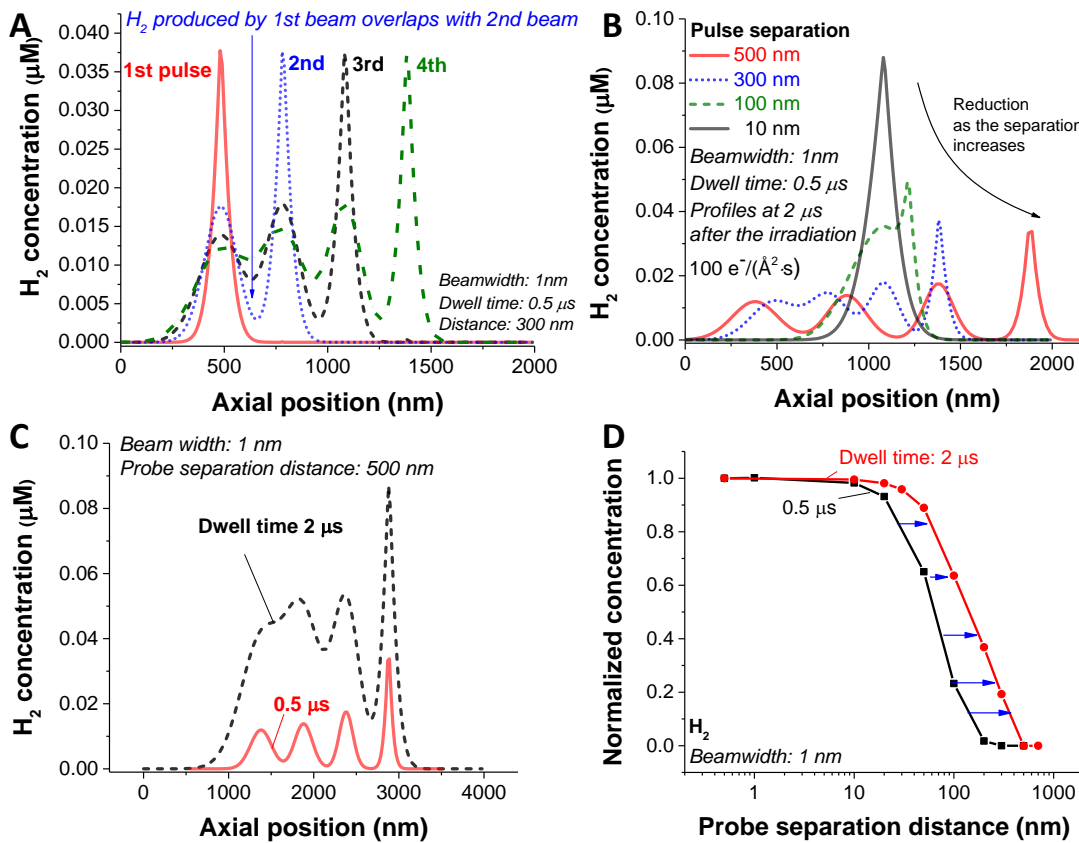 A
H₂ produced by 1st beam overlaps with 2nd beam
1st pulse
2nd
3rd
4th
Beamwidth: 1nm
Dwell time: 0.5 μs
Distance: 300 nm
0.040
0.035
0.030
0.025
0.020
0.015
0.010
0.005
0.000
0
500
1000
1500
2000
H₂ concentration (μM)
Axial position (nm)
B
Pulse separation
500 nm
300 nm
100 nm
10 nm
Beamwidth: 1nm
Dwell time: 0.5 μs
Profiles at 2 μs
after the irradiation
100 e⁻/(Å²·s)
Reduction
as the separation
increases
0.10
0.08
0.06
0.04
0.02
0.00
0
500
1000
1500
2000
H₂ concentration (μM)
Axial position (nm)
C
Beam width: 1 nm
Probe separation distance: 500 nm
Dwell time 2 μs
0.5 μs
0.10
0.08
0.06
0.04
0.02
0.00
0
1000
2000
3000
4000
H₂ concentration (μM)
Axial position (nm)
D
Dwell time: 2 μs
0.5 μs
H₂
Beamwidth: 1 nm
1.0
0.8
0.6
0.4
0.2
0.0
1
10
100
1000
Normalized concentration
Probe separation distance (nm)